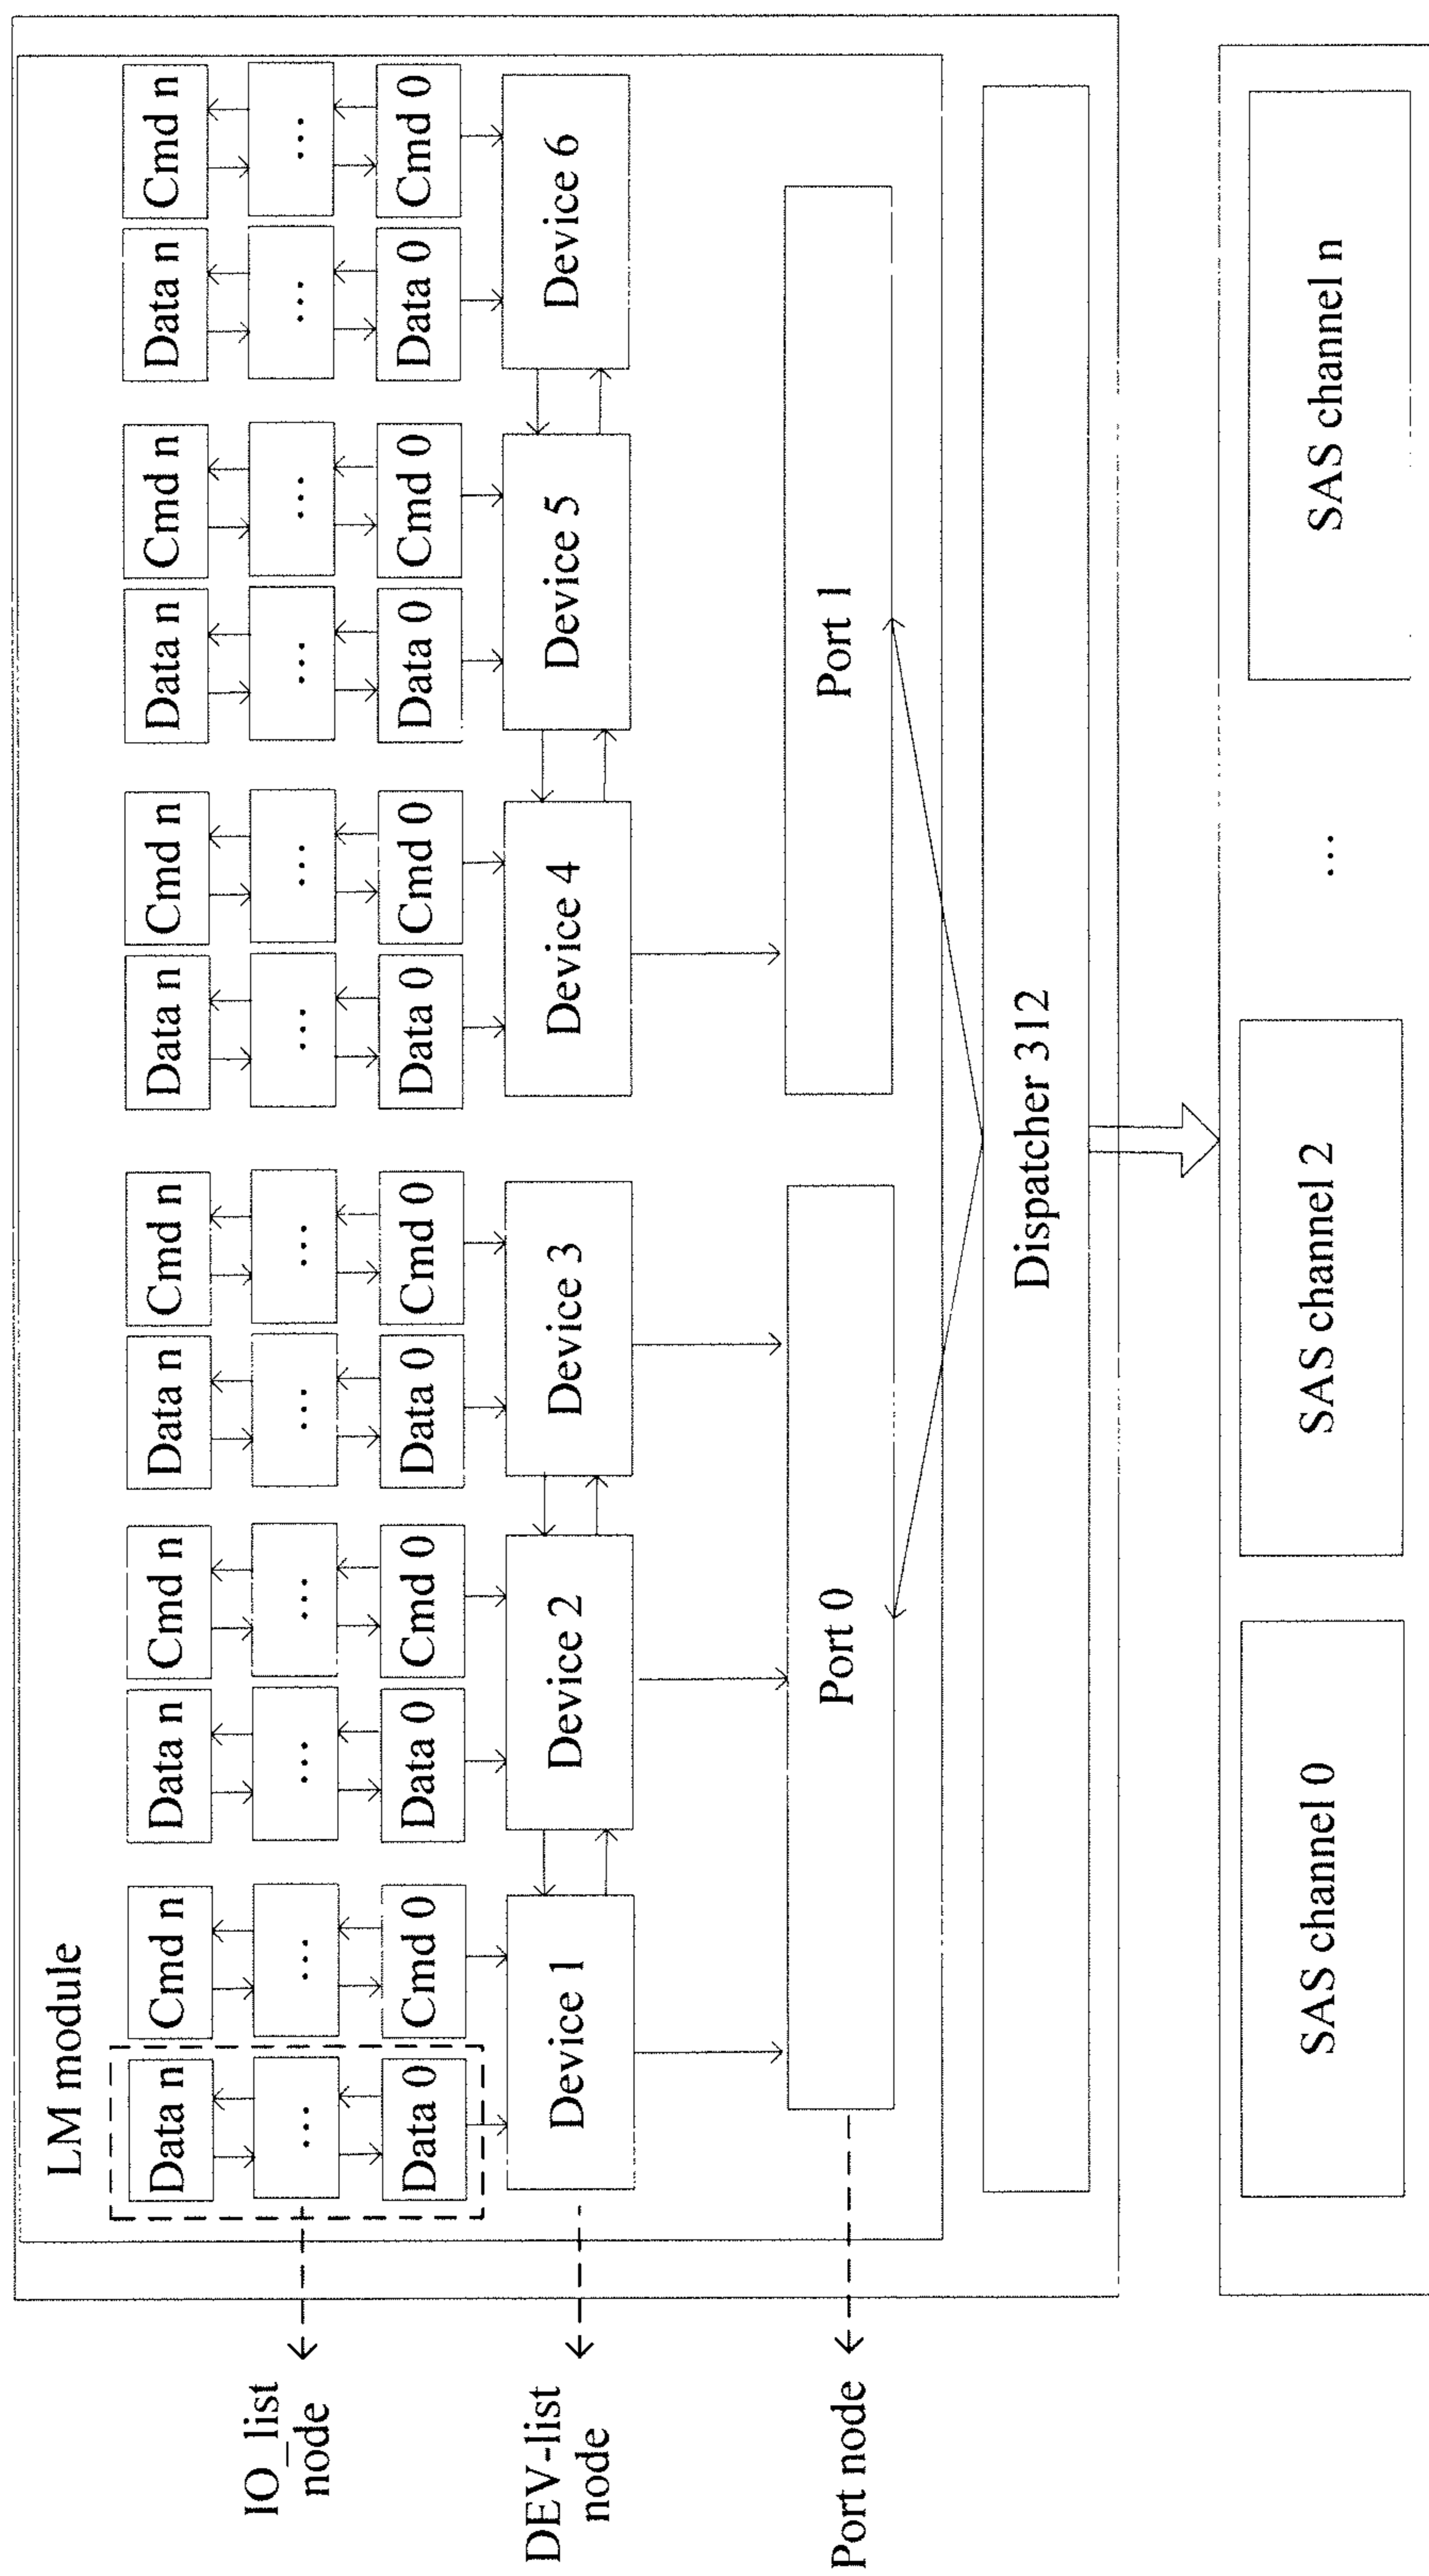 LM module
Data n
Cmd n
Data n
Cmd n
Data n
Cmd n
Data n
Cmd n
Data n
Cmd n
Data n
Cmd n
IO_list
node
...
...
...
...
...
...
...
...
...
...
...
...
Data 0
Cmd 0
Data 0
Cmd 0
Data 0
Cmd 0
Data 0
Cmd 0
Data 0
Cmd 0
Data 0
Cmd 0
DEV-list
node
Device 1
Device 2
Device 3
Device 4
Device 5
Device 6
Port node
Port 0
Port 1
Dispatcher 312
SAS channel 0
SAS channel 2
...
SAS channel n